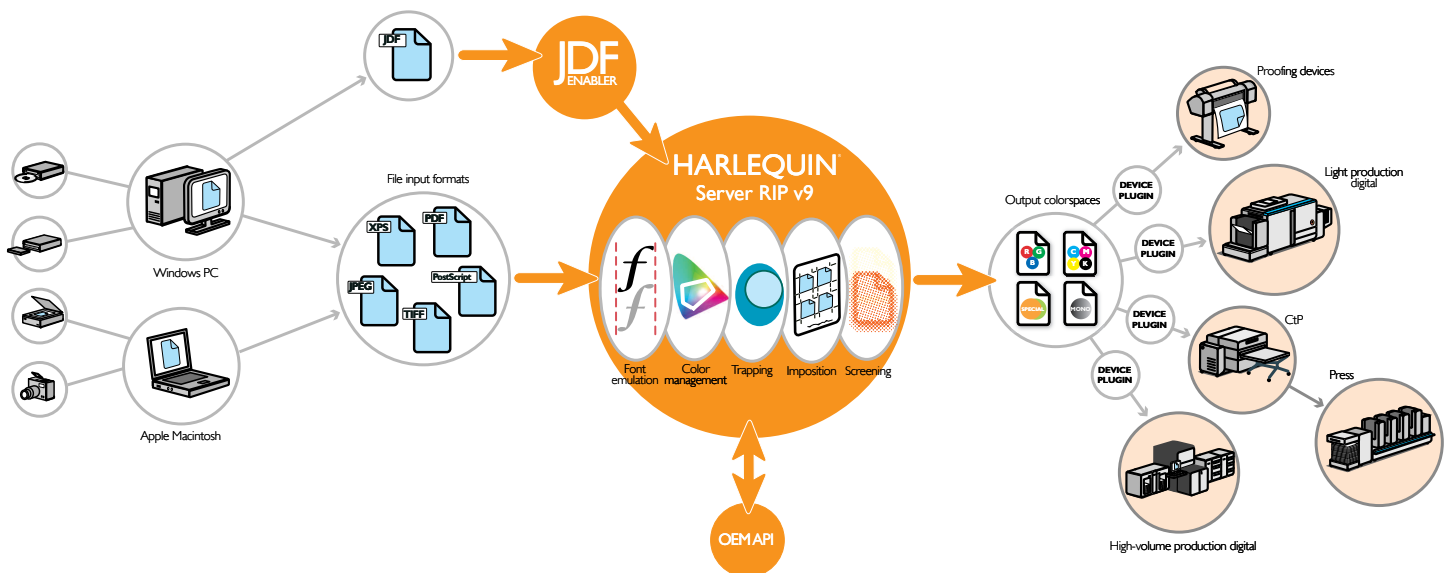 JDF
JDF
ENABLER
HARLEQUIN®
Server RIP v9
File input formats
XPS
PDF
JPEG
PostScript
TIFF
Windows PC
Apple Macintosh
Font
emulation
Color
management
Trapping
Imposition
Screening
OEM API
Output colorspaces
R
G
B
C
M
Y
K
SPECIAL
MONO
DEVICE
PLUGIN
DEVICE
PLUGIN
DEVICE
PLUGIN
DEVICE
PLUGIN
Proofing devices
Light production
digital
CtP
Press
High-volume production digital